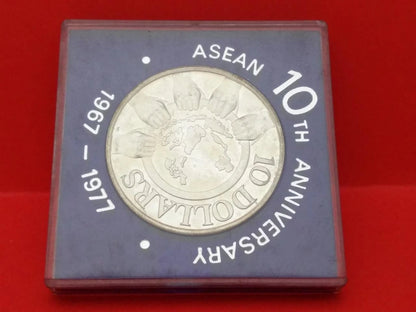 ASEAN 10TH ANNIVERSARY
1967 - 1977
10 DOLLARS